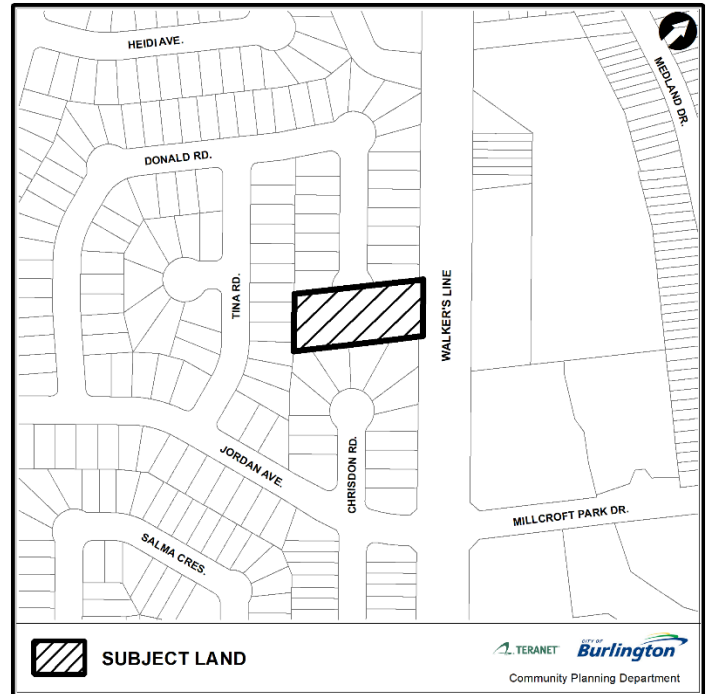 HEIDI AVE.
MEDLAND DR.
DONALD RD.
TINA RD.
WALKER'S LINE
JORDAN AVE.
CHRISDON RD.
MILLCROFT PARK DR.
SALMA CRES.
SUBJECT LAND
TERANET
CITY OF
Burlington
Community Planning Department